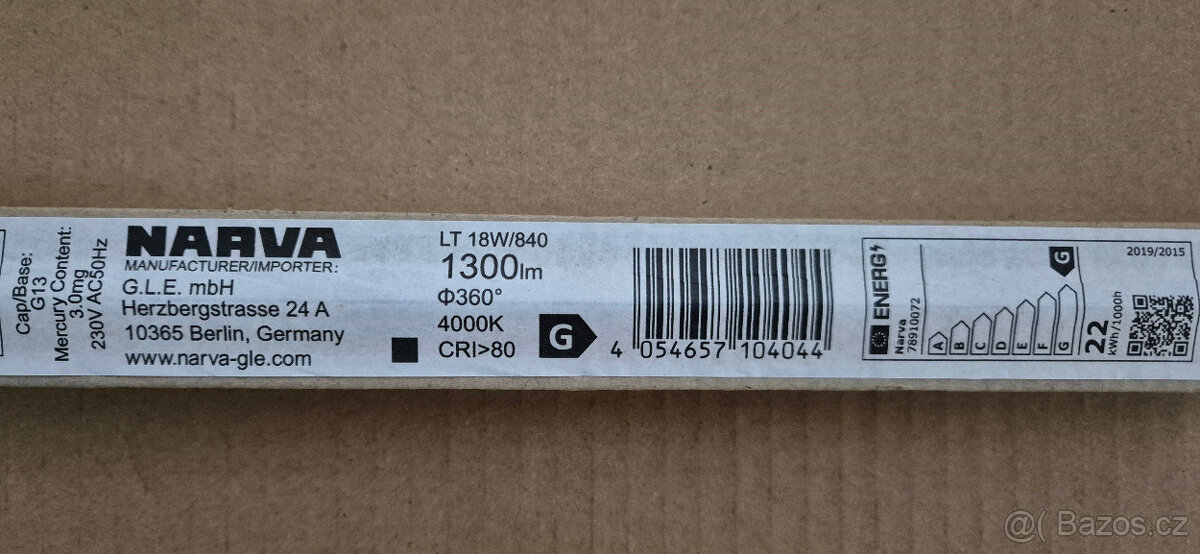 Cap/Base:
G13
Mercury Content:
3.0mg
230V AC50Hz
NARVA
MANUFACTURER/IMPORTER:
G.L.E. mbH
Herzbergstrasse 24 A
10365 Berlin, Germany
www.narva-gle.com
LT 18W/840
1300lm
Φ360°
4000K
CRI>80
G
4 054657 104044
ENERG
Narva
78910072
A
B
C
D
E
F
G
G
22
kWh/1000h
2019/2015
@( Bazos.cz